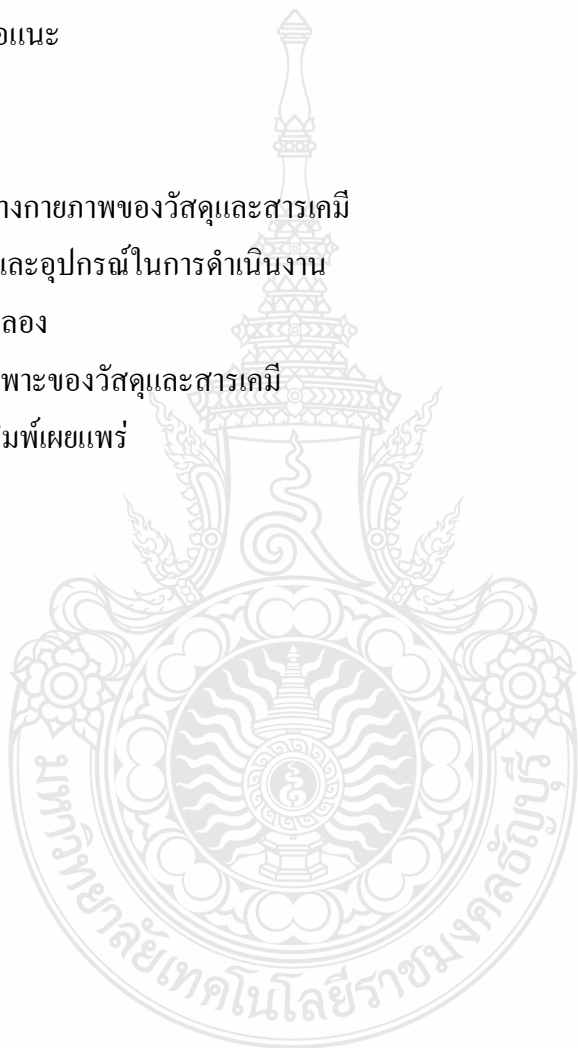 อแนะ
างกายภาพของวัสดุและสารเคมี
และอุปกรณ์ในการดำเนินงาน
ลอง
พาะของวัสดุและสารเคมี
ิมพ์เผยแพร่
มหาวิทยาลัยเทคโนโลยีราชมงคลธัญบุรี